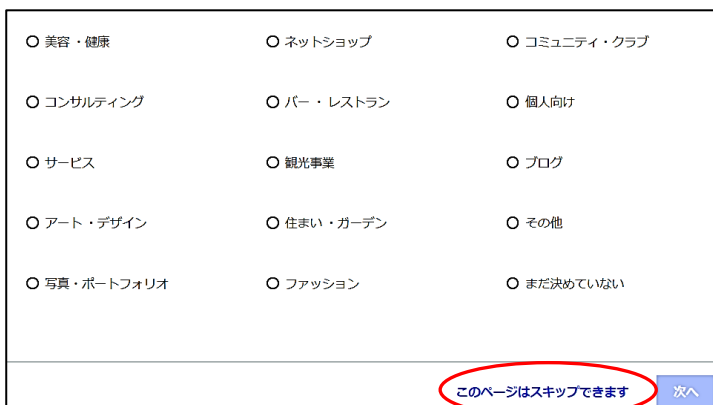 美容・健康 ネットショップ コミュニティ・クラブ
コンサルティング バー・レストラン 個人向け
サービス 観光事業 ブログ
アート・デザイン 住まい・ガーデン その他
写真・ポートフォリオ ファッション まだ決めていない
このページはスキップできます 次へ